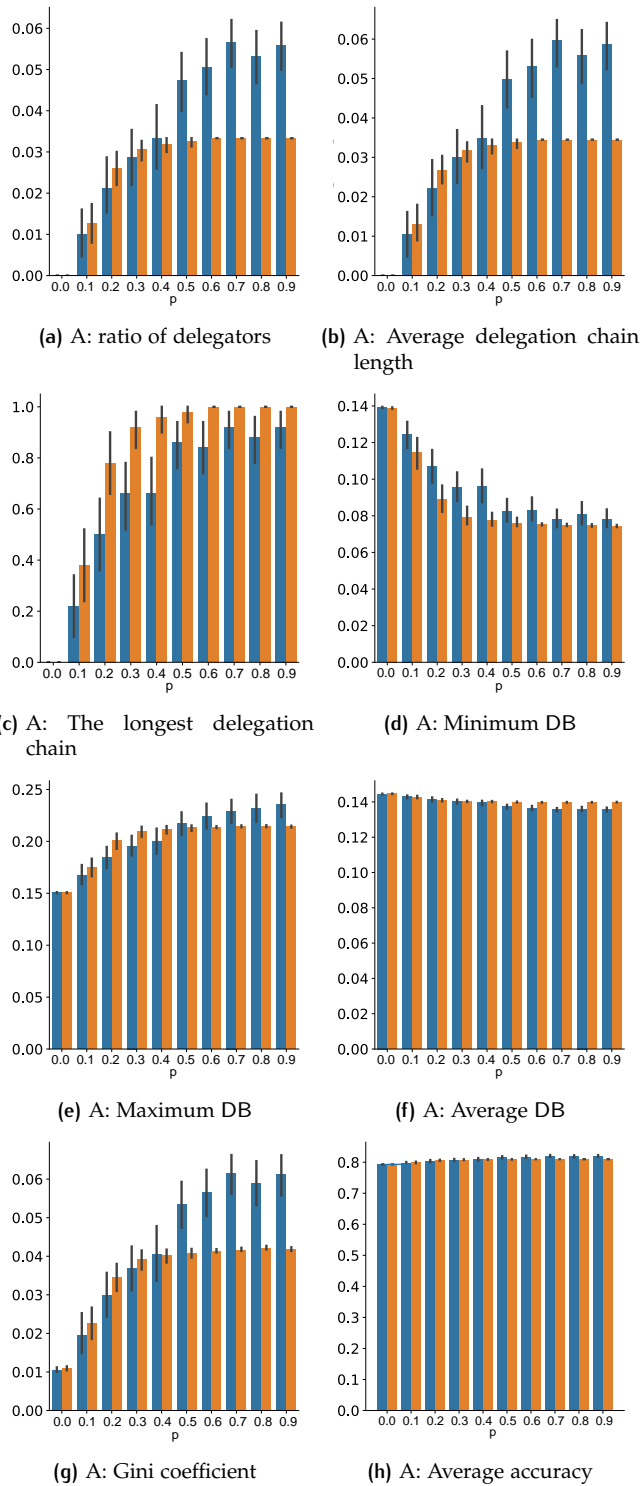 0.06
0.05
0.04
0.03
0.02
0.01
0.00
0.0 0.1 0.2 0.3 0.4 0.5 0.6 0.7 0.8 0.9
p
(a) A: ratio of delegators
0.06
0.05
0.04
0.03
0.02
0.01
0.00
0.0 0.1 0.2 0.3 0.4 0.5 0.6 0.7 0.8 0.9
p
(b) A: Average delegation chain
length
1.0
0.8
0.6
0.4
0.2
0.0
0.0 0.1 0.2 0.3 0.4 0.5 0.6 0.7 0.8 0.9
p
(c) A: The longest delegation
chain
0.14
0.12
0.10
0.08
0.06
0.04
0.02
0.00
0.0 0.1 0.2 0.3 0.4 0.5 0.6 0.7 0.8 0.9
p
(d) A: Minimum DB
0.25
0.20
0.15
0.10
0.05
0.00
0.0 0.1 0.2 0.3 0.4 0.5 0.6 0.7 0.8 0.9
p
(e) A: Maximum DB
0.14
0.12
0.10
0.08
0.06
0.04
0.02
0.00
0.0 0.1 0.2 0.3 0.4 0.5 0.6 0.7 0.8 0.9
p
(f) A: Average DB
0.06
0.05
0.04
0.03
0.02
0.01
0.00
0.0 0.1 0.2 0.3 0.4 0.5 0.6 0.7 0.8 0.9
p
(g) A: Gini coefficient
0.8
0.7
0.6
0.5
0.4
0.3
0.2
0.1
0.0
0.0 0.1 0.2 0.3 0.4 0.5 0.6 0.7 0.8 0.9
p
(h) A: Average accuracy